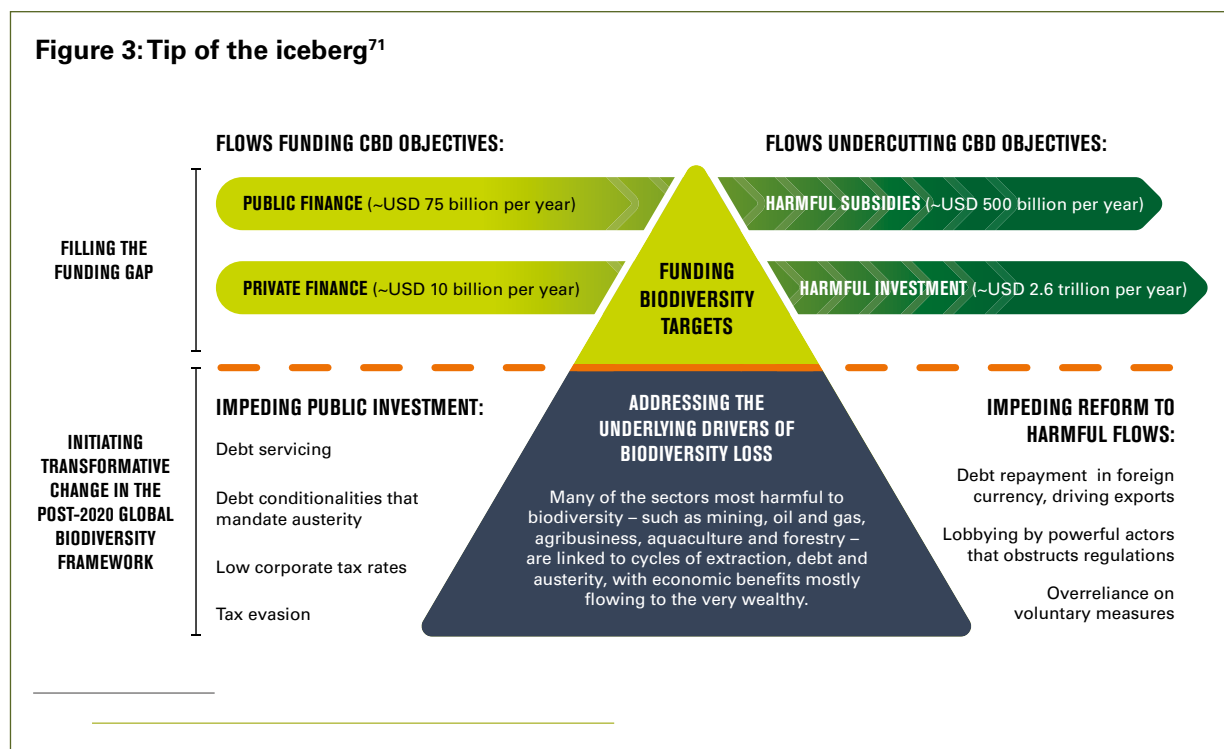 Figure 3: Tip of the iceberg71
FLOWS FUNDING CBD OBJECTIVES:
FLOWS UNDERCUTTING CBD OBJECTIVES:
FILLING THE
FUNDING GAP
PUBLIC FINANCE (~USD 75 billion per year)
HARMFUL SUBSIDIES (~USD 500 billion per year)
PRIVATE FINANCE (~USD 10 billion per year)
HARMFUL INVESTMENT (~USD 2.6 trillion per year)
FUNDING
BIODIVERSITY
TARGETS
INITIATING
TRANSFORMATIVE
CHANGE IN THE
POST-2020 GLOBAL
BIODIVERSITY
FRAMEWORK
IMPEDING PUBLIC INVESTMENT:
Debt servicing
Debt conditionalities that
mandate austerity
Low corporate tax rates
Tax evasion
ADDRESSING THE
UNDERLYING DRIVERS OF
BIODIVERSITY LOSS
Many of the sectors most harmful to
biodiversity – such as mining, oil and gas,
agribusiness, aquaculture and forestry –
are linked to cycles of extraction, debt and
austerity, with economic benefits mostly
flowing to the very wealthy.
IMPEDING REFORM TO
HARMFUL FLOWS:
Debt repayment in foreign
currency, driving exports
Lobbying by powerful actors
that obstructs regulations
Overreliance on
voluntary measures